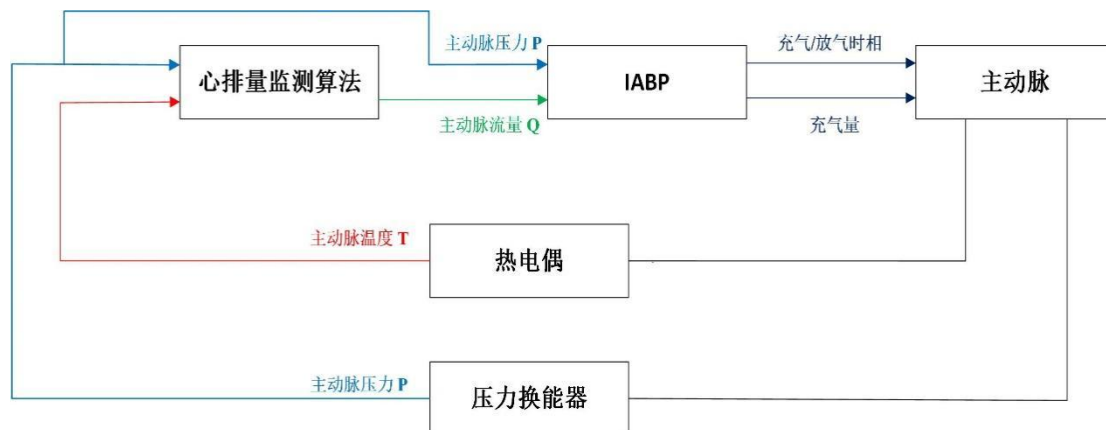 主动脉压力 P
充气/放气时相
心排量监测算法
IABP
主动脉
主动脉流量 Q
充气量
主动脉温度 T
热电偶
主动脉压力 P
压力换能器